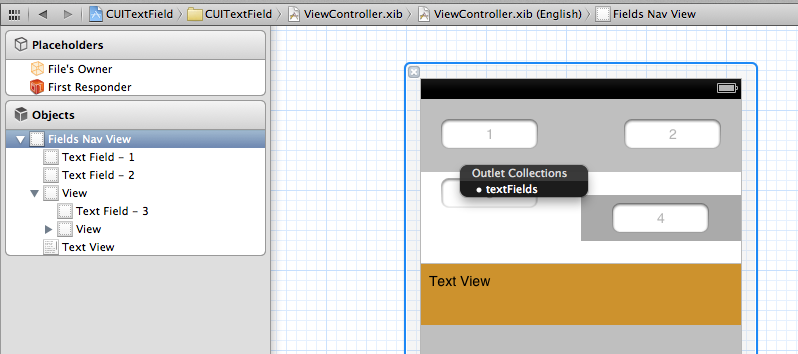 CUITextField CUITextField ViewController.xib ViewController.xib (English) Fields Nav View
Placeholders
File's Owner
First Responder
Objects
Fields Nav View
Text Field - 1
Text Field - 2
View
Text Field - 3
View
Text View
1 2
Outlet Collections
• textFields
4
Text View